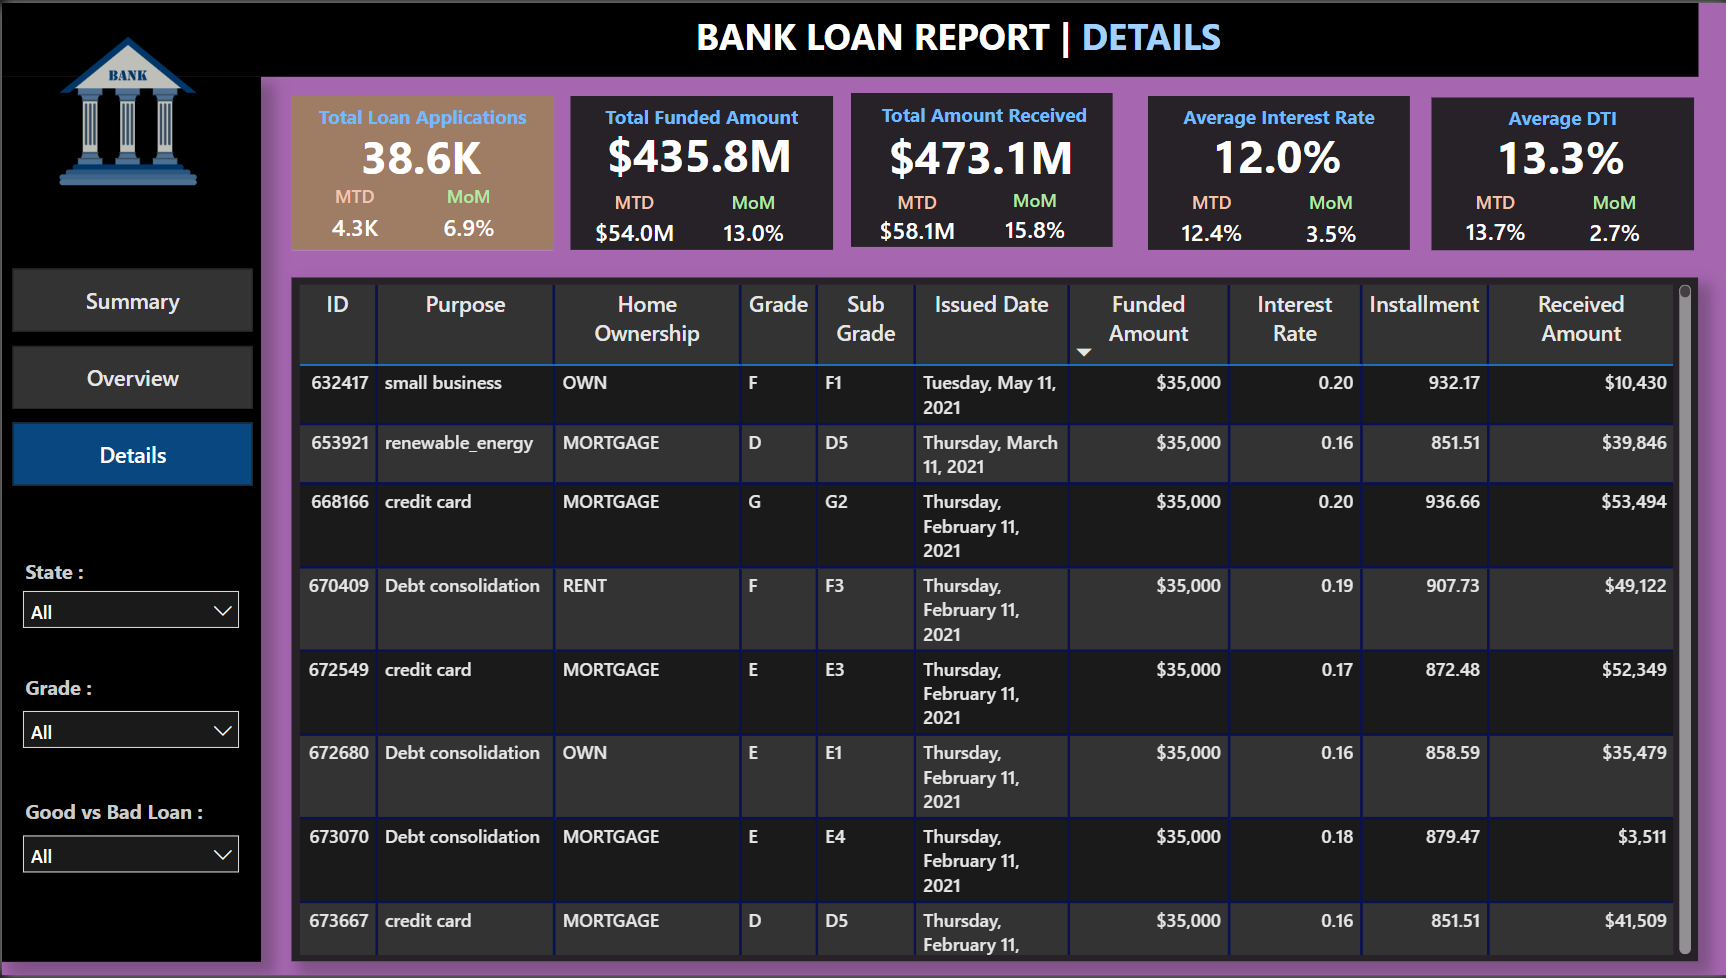 BANK LOAN REPORT | DETAILS
BANK
Total Loan Applications
38.6K
MTD MoM
4.3K 6.9%
Total Funded Amount
$435.8M
MTD MoM
$54.0M 13.0%
Total Amount Received
$473.1M
MTD MoM
$58.1M 15.8%
Average Interest Rate
12.0%
MTD MoM
12.4% 3.5%
Average DTI
13.3%
MTD MoM
13.7% 2.7%
Summary
Overview
Details
State :
All
Grade :
All
Good vs Bad Loan :
All
ID Purpose Home Grade Sub Issued Date Funded Interest Installment Received
Ownership Grade Amount Rate Amount
632417 small business OWN F F1 Tuesday, May 11, $35,000 0.20 932.17 $10,430
2021
653921 renewable_energy MORTGAGE D D5 Thursday, March $35,000 0.16 851.51 $39,846
11, 2021
668166 credit card MORTGAGE G G2 Thursday, $35,000 0.20 936.66 $53,494
February 11,
2021
670409 Debt consolidation RENT F F3 Thursday, $35,000 0.19 907.73 $49,122
February 11,
2021
672549 credit card MORTGAGE E E3 Thursday, $35,000 0.17 872.48 $52,349
February 11,
2021
672680 Debt consolidation OWN E E1 Thursday, $35,000 0.16 858.59 $35,479
February 11,
2021
673070 Debt consolidation MORTGAGE E E4 Thursday, $35,000 0.18 879.47 $3,511
February 11,
2021
673667 credit card MORTGAGE D D5 Thursday, $35,000 0.16 851.51 $41,509
February 11,